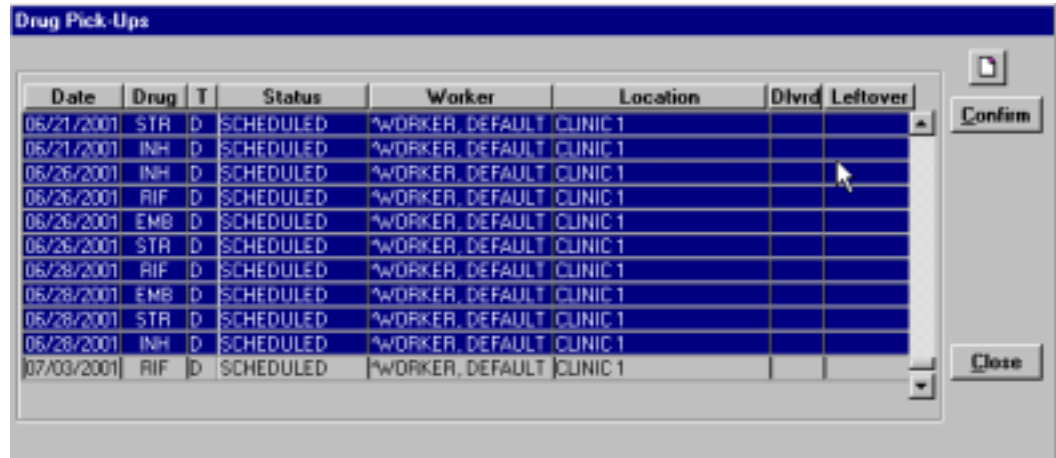 Drug Pick-Ups
Date Drug T Status Worker Location Dlvrd Leftover
Confirm
06/21/2001 STR D SCHEDULED ^WORKER, DEFAULT CLINIC 1
06/21/2001 INH D SCHEDULED ^WORKER, DEFAULT CLINIC 1
06/26/2001 INH D SCHEDULED ^WORKER, DEFAULT CLINIC 1
06/26/2001 RIF D SCHEDULED ^WORKER, DEFAULT CLINIC 1
06/26/2001 EMB D SCHEDULED ^WORKER, DEFAULT CLINIC 1
06/26/2001 STR D SCHEDULED ^WORKER, DEFAULT CLINIC 1
06/28/2001 RIF D SCHEDULED ^WORKER, DEFAULT CLINIC 1
06/28/2001 EMB D SCHEDULED ^WORKER, DEFAULT CLINIC 1
06/28/2001 STR D SCHEDULED ^WORKER, DEFAULT CLINIC 1
06/28/2001 INH D SCHEDULED ^WORKER, DEFAULT CLINIC 1
07/03/2001 RIF D SCHEDULED ^WORKER, DEFAULT CLINIC 1
Close